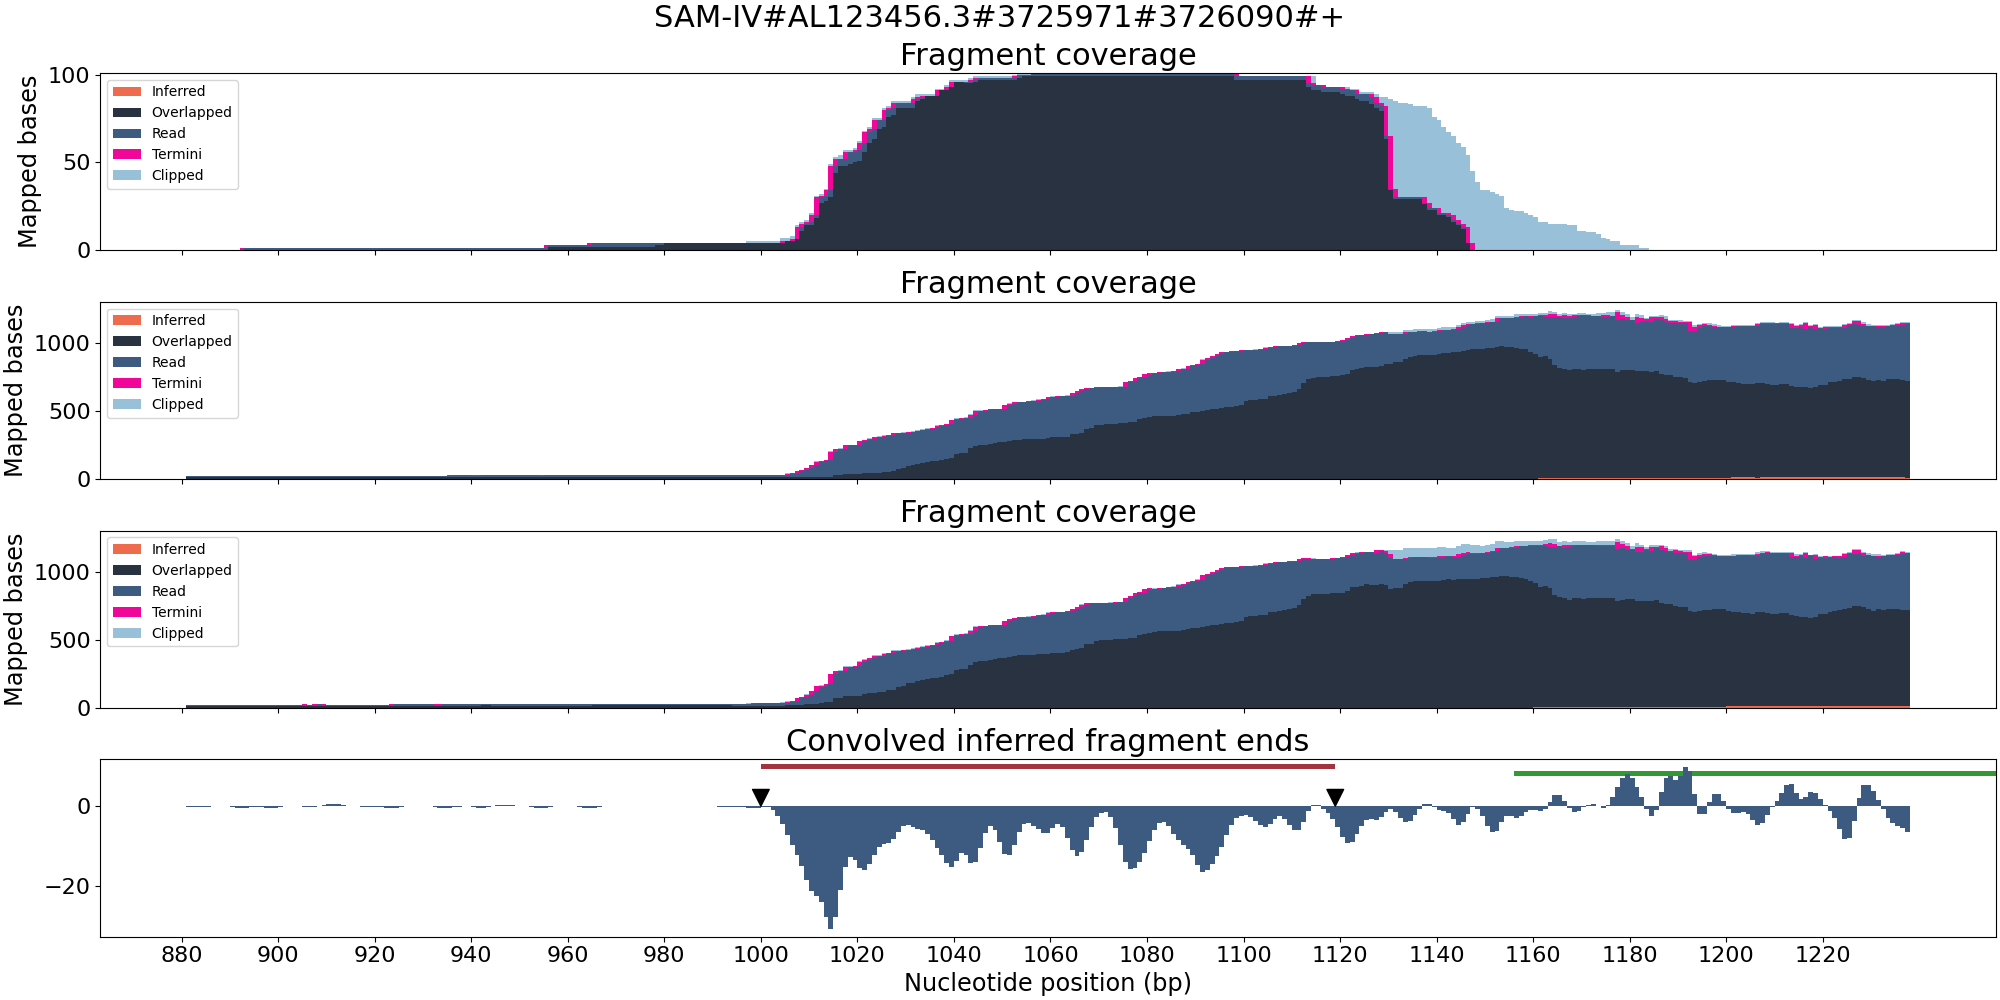 SAM-IV#AL123456.3#3725971#3726090#+
Fragment coverage
Mapped bases
100
50
0
Inferred
Overlapped
Read
Termini
Clipped
Fragment coverage
Mapped bases
1000
500
0
Inferred
Overlapped
Read
Termini
Clipped
Fragment coverage
Mapped bases
1000
500
0
Inferred
Overlapped
Read
Termini
Clipped
Convolved inferred fragment ends
0
−20
880 900 920 940 960 980 1000 1020 1040 1060 1080 1100 1120 1140 1160 1180 1200 1220
Nucleotide position (bp)